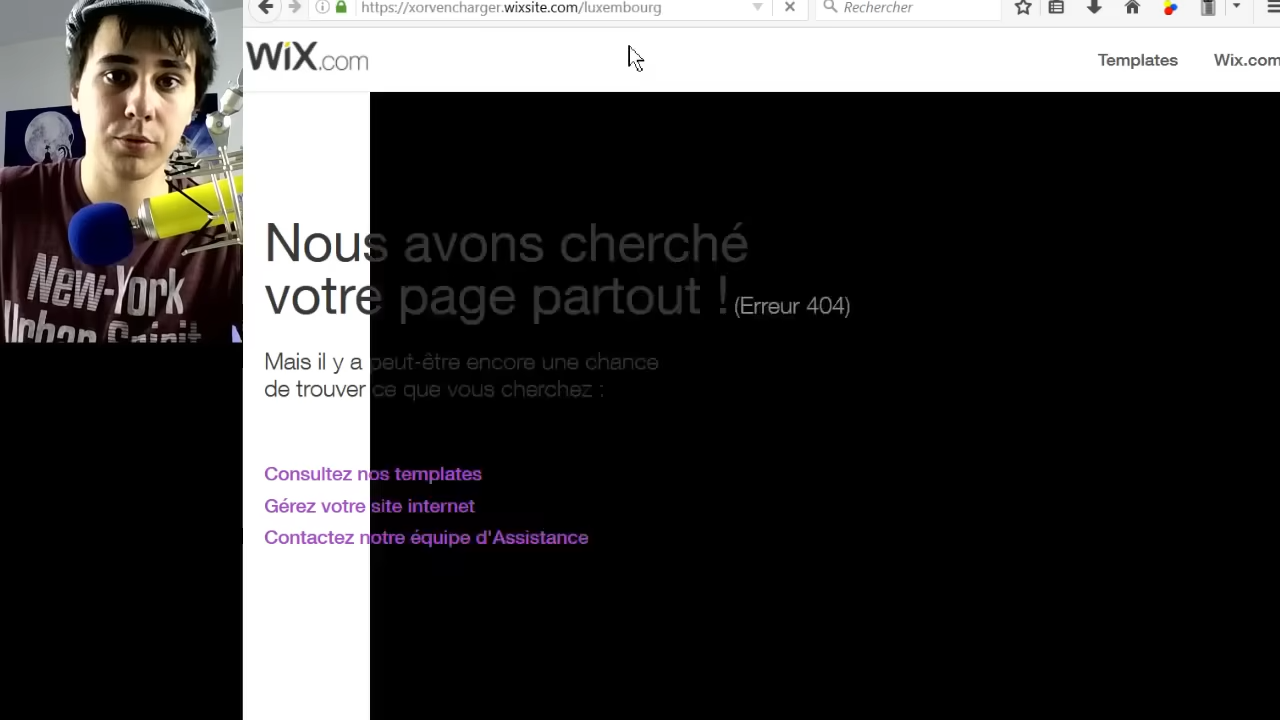 https://xorvencharger.wixsite.com/luxembourg
Rechercher
WiX.com
Templates
Wix.com
New-York
Urban Spirit
Nous avons cherché
votre page partout ! (Erreur 404)
Mais il y a peut-être encore une chance
de trouver ce que vous cherchez :
Consultez nos templates
Gérez votre site internet
Contactez notre équipe d'Assistance